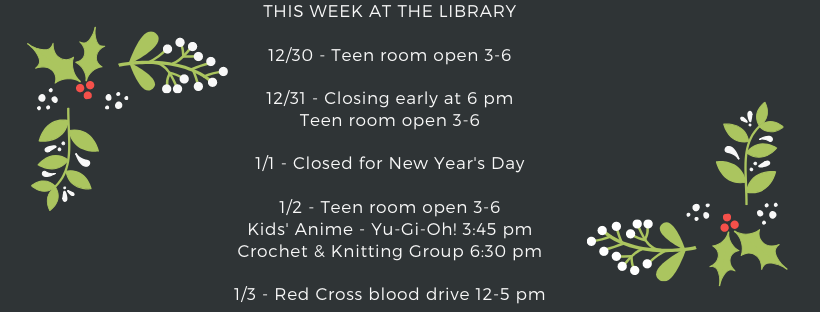 THIS WEEK AT THE LIBRARY
12/30 - Teen room open 3-6
12/31 - Closing early at 6 pm
Teen room open 3-6
1/1 - Closed for New Year's Day
1/2 - Teen room open 3-6
Kids' Anime - Yu-Gi-Oh! 3:45 pm
Crochet & Knitting Group 6:30 pm
1/3 - Red Cross blood drive 12-5 pm